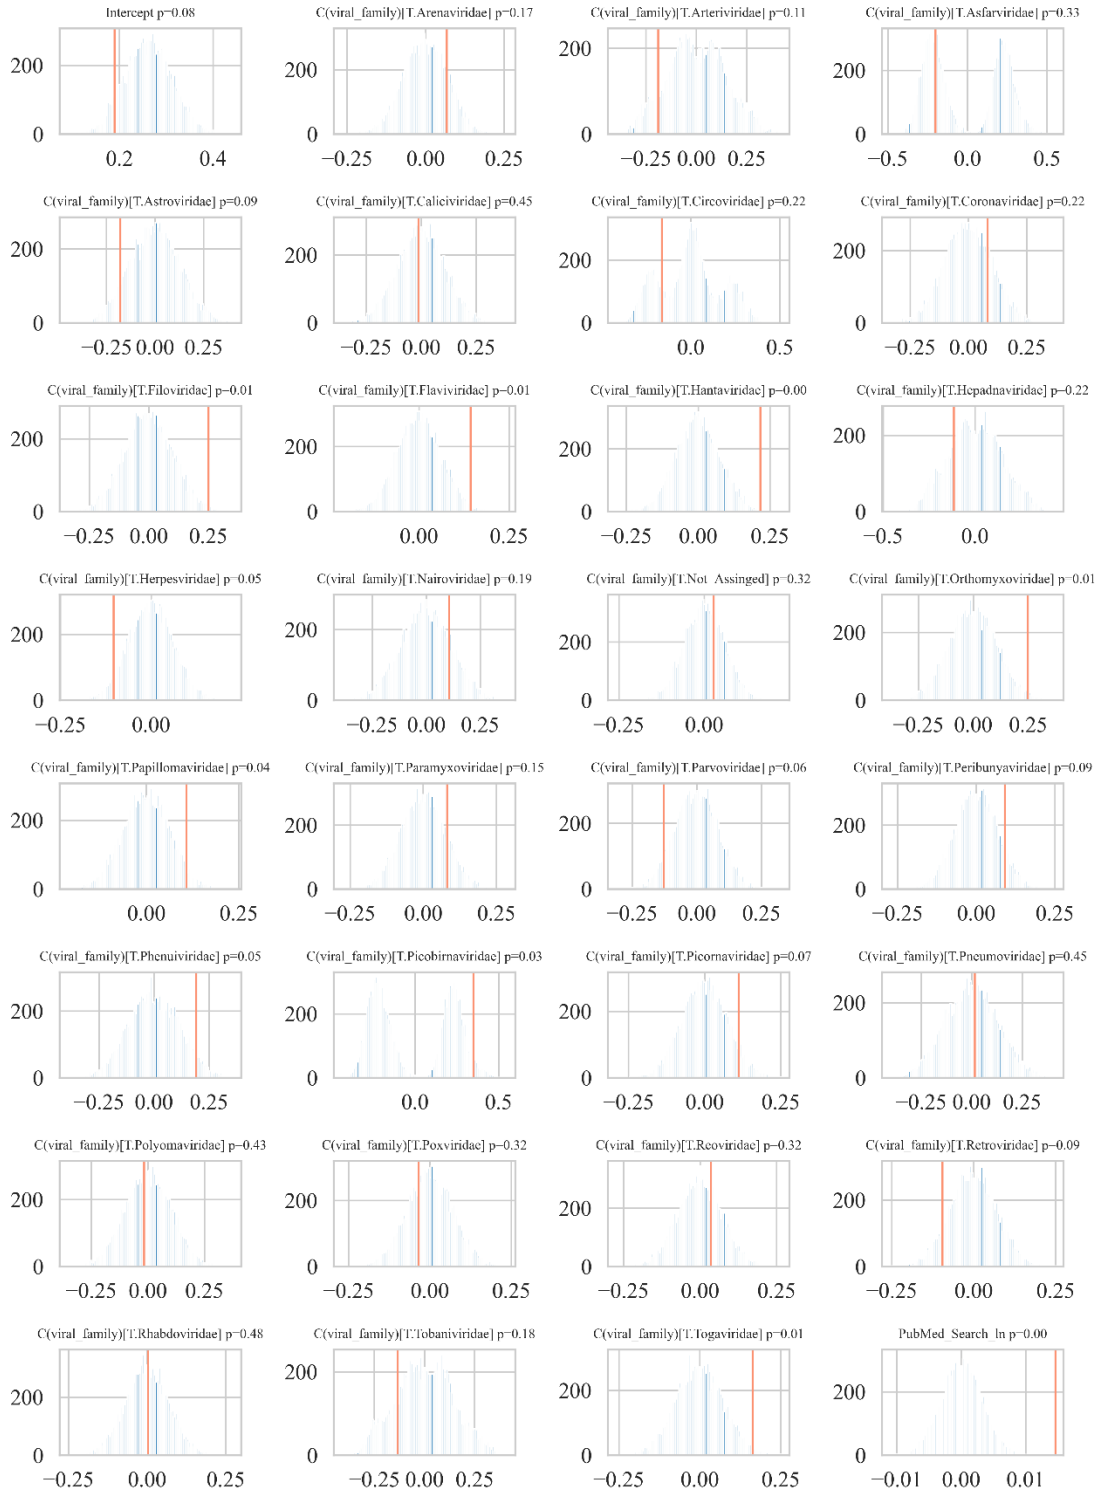 Intercept p=0.08
C(viral_family)[T.Arenaviridae] p=0.17
C(viral_family)[T.Arteriviridae] p=0.11
C(viral_family)[T.Asfarviridae] p=0.33
200
0
0.2 0.4
200
0
−0.25 0.00 0.25
200
0
−0.25 0.00 0.25
200
0
−0.5 0.0 0.5
C(viral_family)[T.Astroviridae] p=0.09
C(viral_family)[T.Caliciviridae] p=0.45
C(viral_family)[T.Circoviridae] p=0.22
C(viral_family)[T.Coronaviridae] p=0.22
200
0
−0.25 0.00 0.25
200
0
−0.25 0.00 0.25
200
0
0.0 0.5
200
0
−0.25 0.00 0.25
C(viral_family)[T.Filoviridae] p=0.01
C(viral_family)[T.Flaviviridae] p=0.01
C(viral_family)[T.Hantaviridae] p=0.00
C(viral_family)[T.Hepadnaviridae] p=0.22
200
0
−0.25 0.00 0.25
200
0
0.00 0.25
200
0
−0.25 0.00 0.25
200
0
−0.5 0.0
C(viral_family)[T.Herpesviridae] p=0.05
C(viral_family)[T.Nairoviridae] p=0.19
C(viral_family)[T.Not_Assinged] p=0.32
C(viral_family)[T.Orthomyxoviridae] p=0.01
200
0
−0.25 0.00
200
0
−0.25 0.00 0.25
200
0
−0.25 0.00
200
0
−0.25 0.00 0.25
C(viral_family)[T.Papillomaviridae] p=0.04
C(viral_family)[T.Paramyxoviridae] p=0.15
C(viral_family)[T.Parvoviridae] p=0.06
C(viral_family)[T.Peribunyaviridae] p=0.09
200
0
0.00 0.25
200
0
−0.25 0.00 0.25
200
0
−0.25 0.00 0.25
200
0
−0.25 0.00 0.25
C(viral_family)[T.Phenuiviridae] p=0.05
C(viral_family)[T.Picobirnaviridae] p=0.03
C(viral_family)[T.Picornaviridae] p=0.07
C(viral_family)[T.Pneumoviridae] p=0.45
200
0
−0.25 0.00 0.25
200
0
0.0 0.5
200
0
−0.25 0.00 0.25
200
0
−0.25 0.00 0.25
C(viral_family)[T.Polyomaviridae] p=0.43
C(viral_family)[T.Poxviridae] p=0.32
C(viral_family)[T.Reoviridae] p=0.32
C(viral_family)[T.Retroviridae] p=0.09
200
0
−0.25 0.00 0.25
200
0
−0.25 0.00 0.25
200
0
−0.25 0.00 0.25
200
0
−0.25 0.00 0.25
C(viral_family)[T.Rhabdoviridae] p=0.48
C(viral_family)[T.Tobaniviridae] p=0.18
C(viral_family)[T.Togaviridae] p=0.01
PubMed_Search_ln p=0.00
200
0
−0.25 0.00 0.25
200
0
−0.25 0.00 0.25
200
0
−0.25 0.00 0.25
200
0
−0.01 0.00 0.01